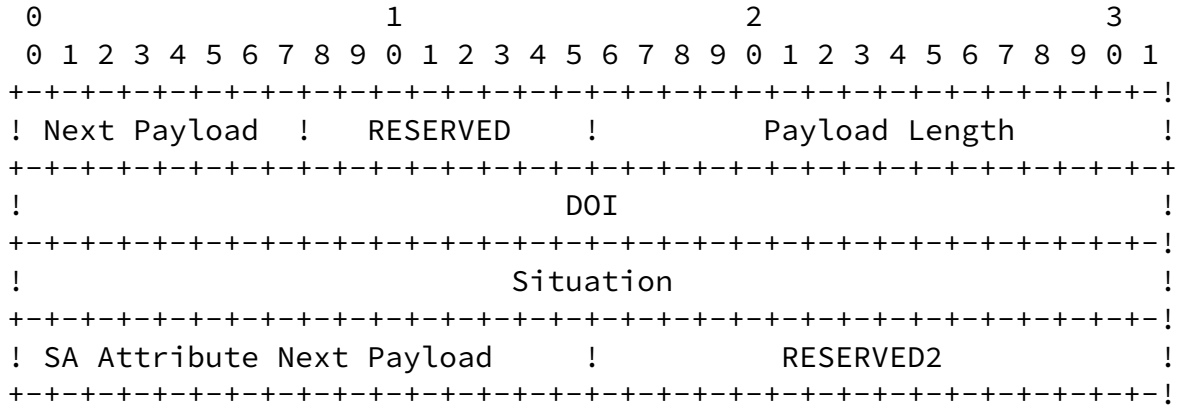 0                   1                   2                   3
 0 1 2 3 4 5 6 7 8 9 0 1 2 3 4 5 6 7 8 9 0 1 2 3 4 5 6 7 8 9 0 1
+-+-+-+-+-+-+-+-+-+-+-+-+-+-+-+-+-+-+-+-+-+-+-+-+-+-+-+-+-+-+-+-!
! Next Payload  !   RESERVED    !         Payload Length        !
+-+-+-+-+-+-+-+-+-+-+-+-+-+-+-+-+-+-+-+-+-+-+-+-+-+-+-+-+-+-+-+-+
!                              DOI                              !
+-+-+-+-+-+-+-+-+-+-+-+-+-+-+-+-+-+-+-+-+-+-+-+-+-+-+-+-+-+-+-+-!
!                           Situation                           !
+-+-+-+-+-+-+-+-+-+-+-+-+-+-+-+-+-+-+-+-+-+-+-+-+-+-+-+-+-+-+-+-!
! SA Attribute Next Payload     !          RESERVED2            !
+-+-+-+-+-+-+-+-+-+-+-+-+-+-+-+-+-+-+-+-+-+-+-+-+-+-+-+-+-+-+-+-!